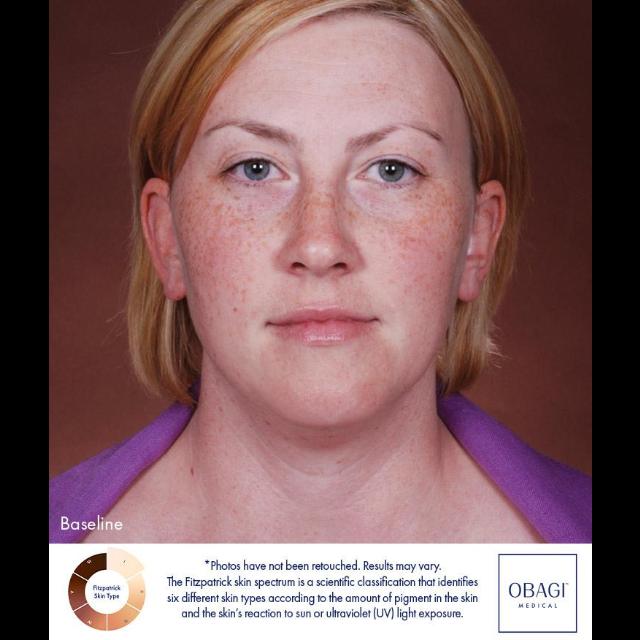 Baseline
Fitzpatrick
Skin Type
*Photos have not been retouched. Results may vary.
The Fitzpatrick skin spectrum is a scientific classification that identifies
six different skin types according to the amount of pigment in the skin
and the skin's reaction to sun or ultraviolet (UV) light exposure.
OBAGI
MEDICAL